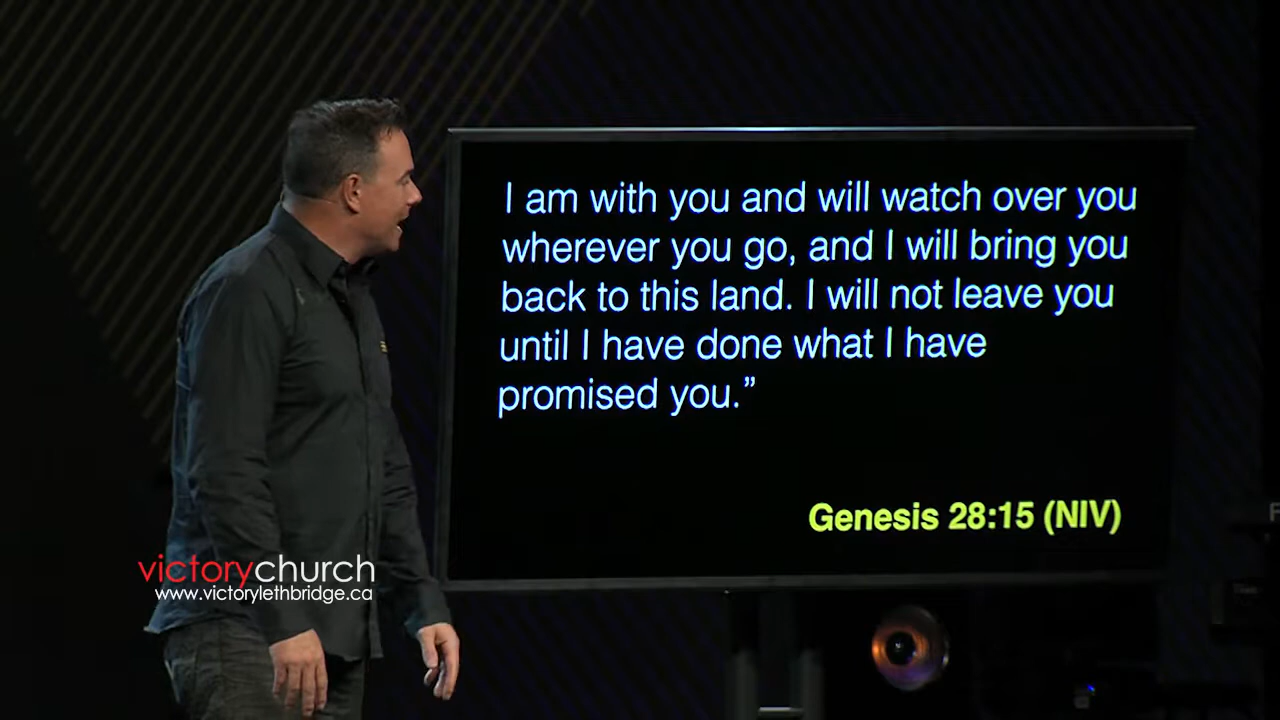 I am with you and will watch over you
wherever you go, and I will bring you
back to this land. I will not leave you
until I have done what I have
promised you.”
Genesis 28:15 (NIV)
victorychurch
www.victorylethbridge.ca